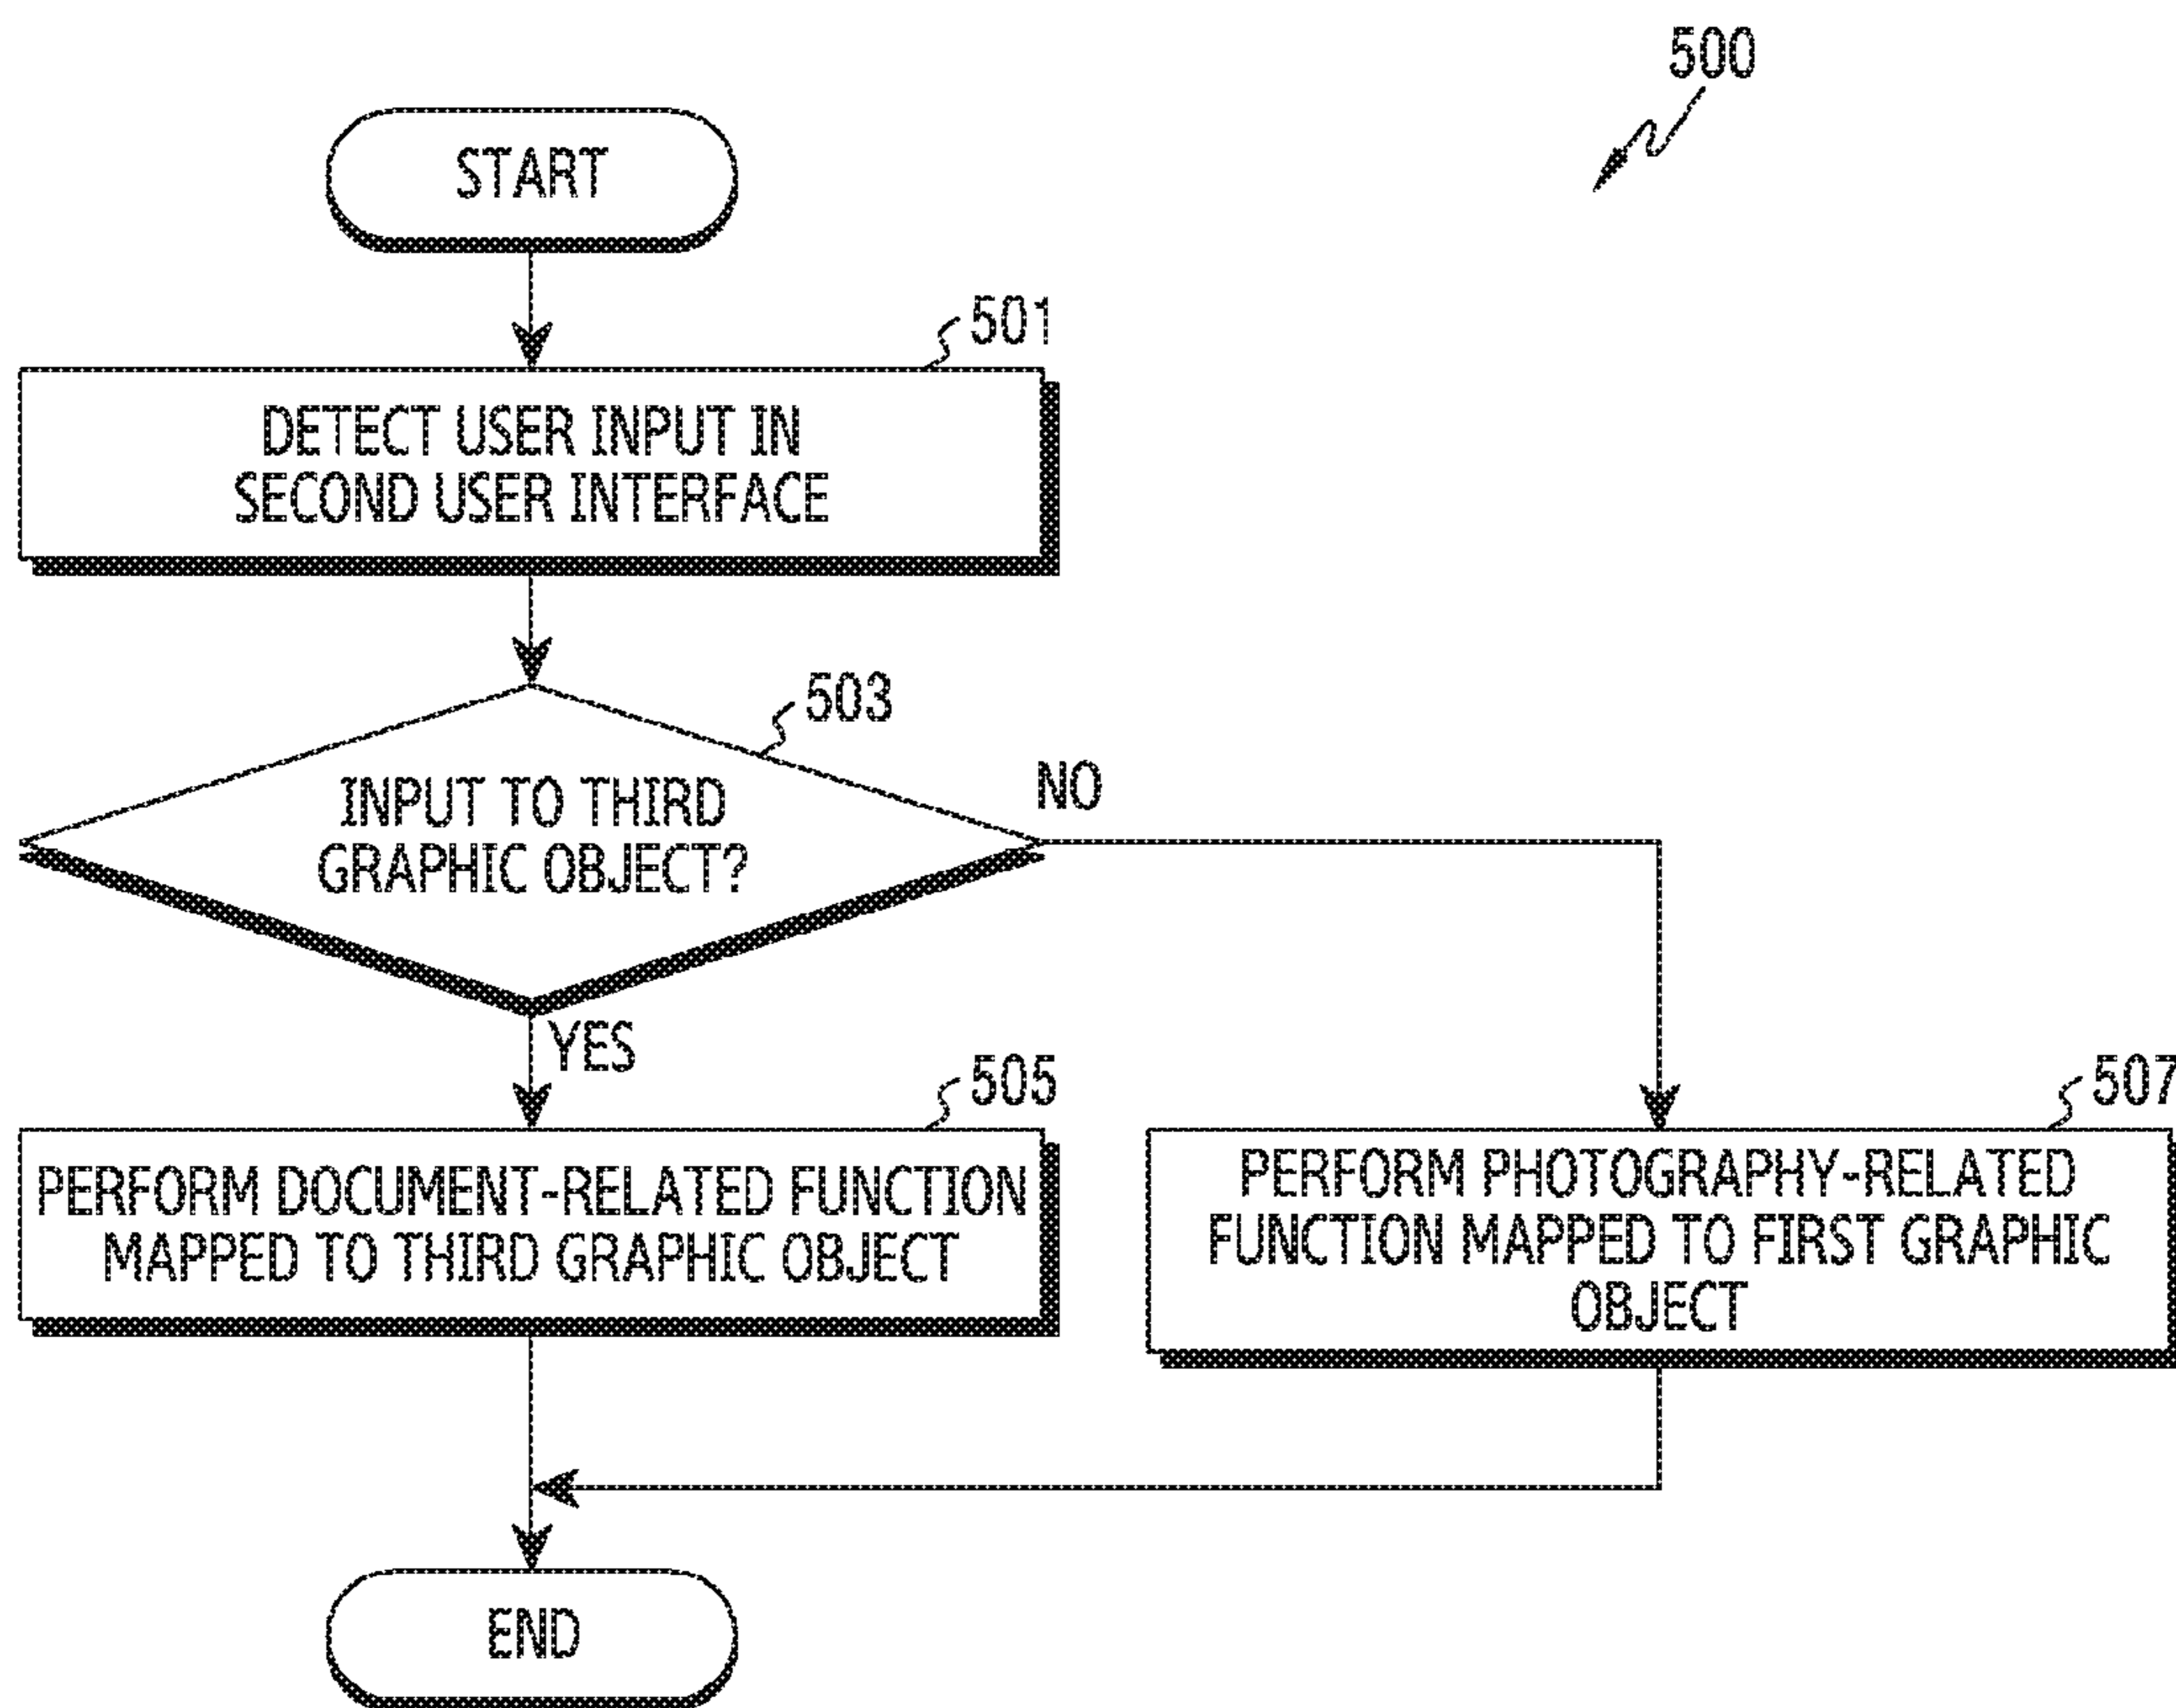 500
START
501
DETECT USER INPUT IN
SECOND USER INTERFACE
503
INPUT TO THIRD
GRAPHIC OBJECT?
NO
YES
505
PERFORM DOCUMENT-RELATED FUNCTION
MAPPED TO THIRD GRAPHIC OBJECT
507
PERFORM PHOTOGRAPHY-RELATED
FUNCTION MAPPED TO FIRST GRAPHIC
OBJECT
END